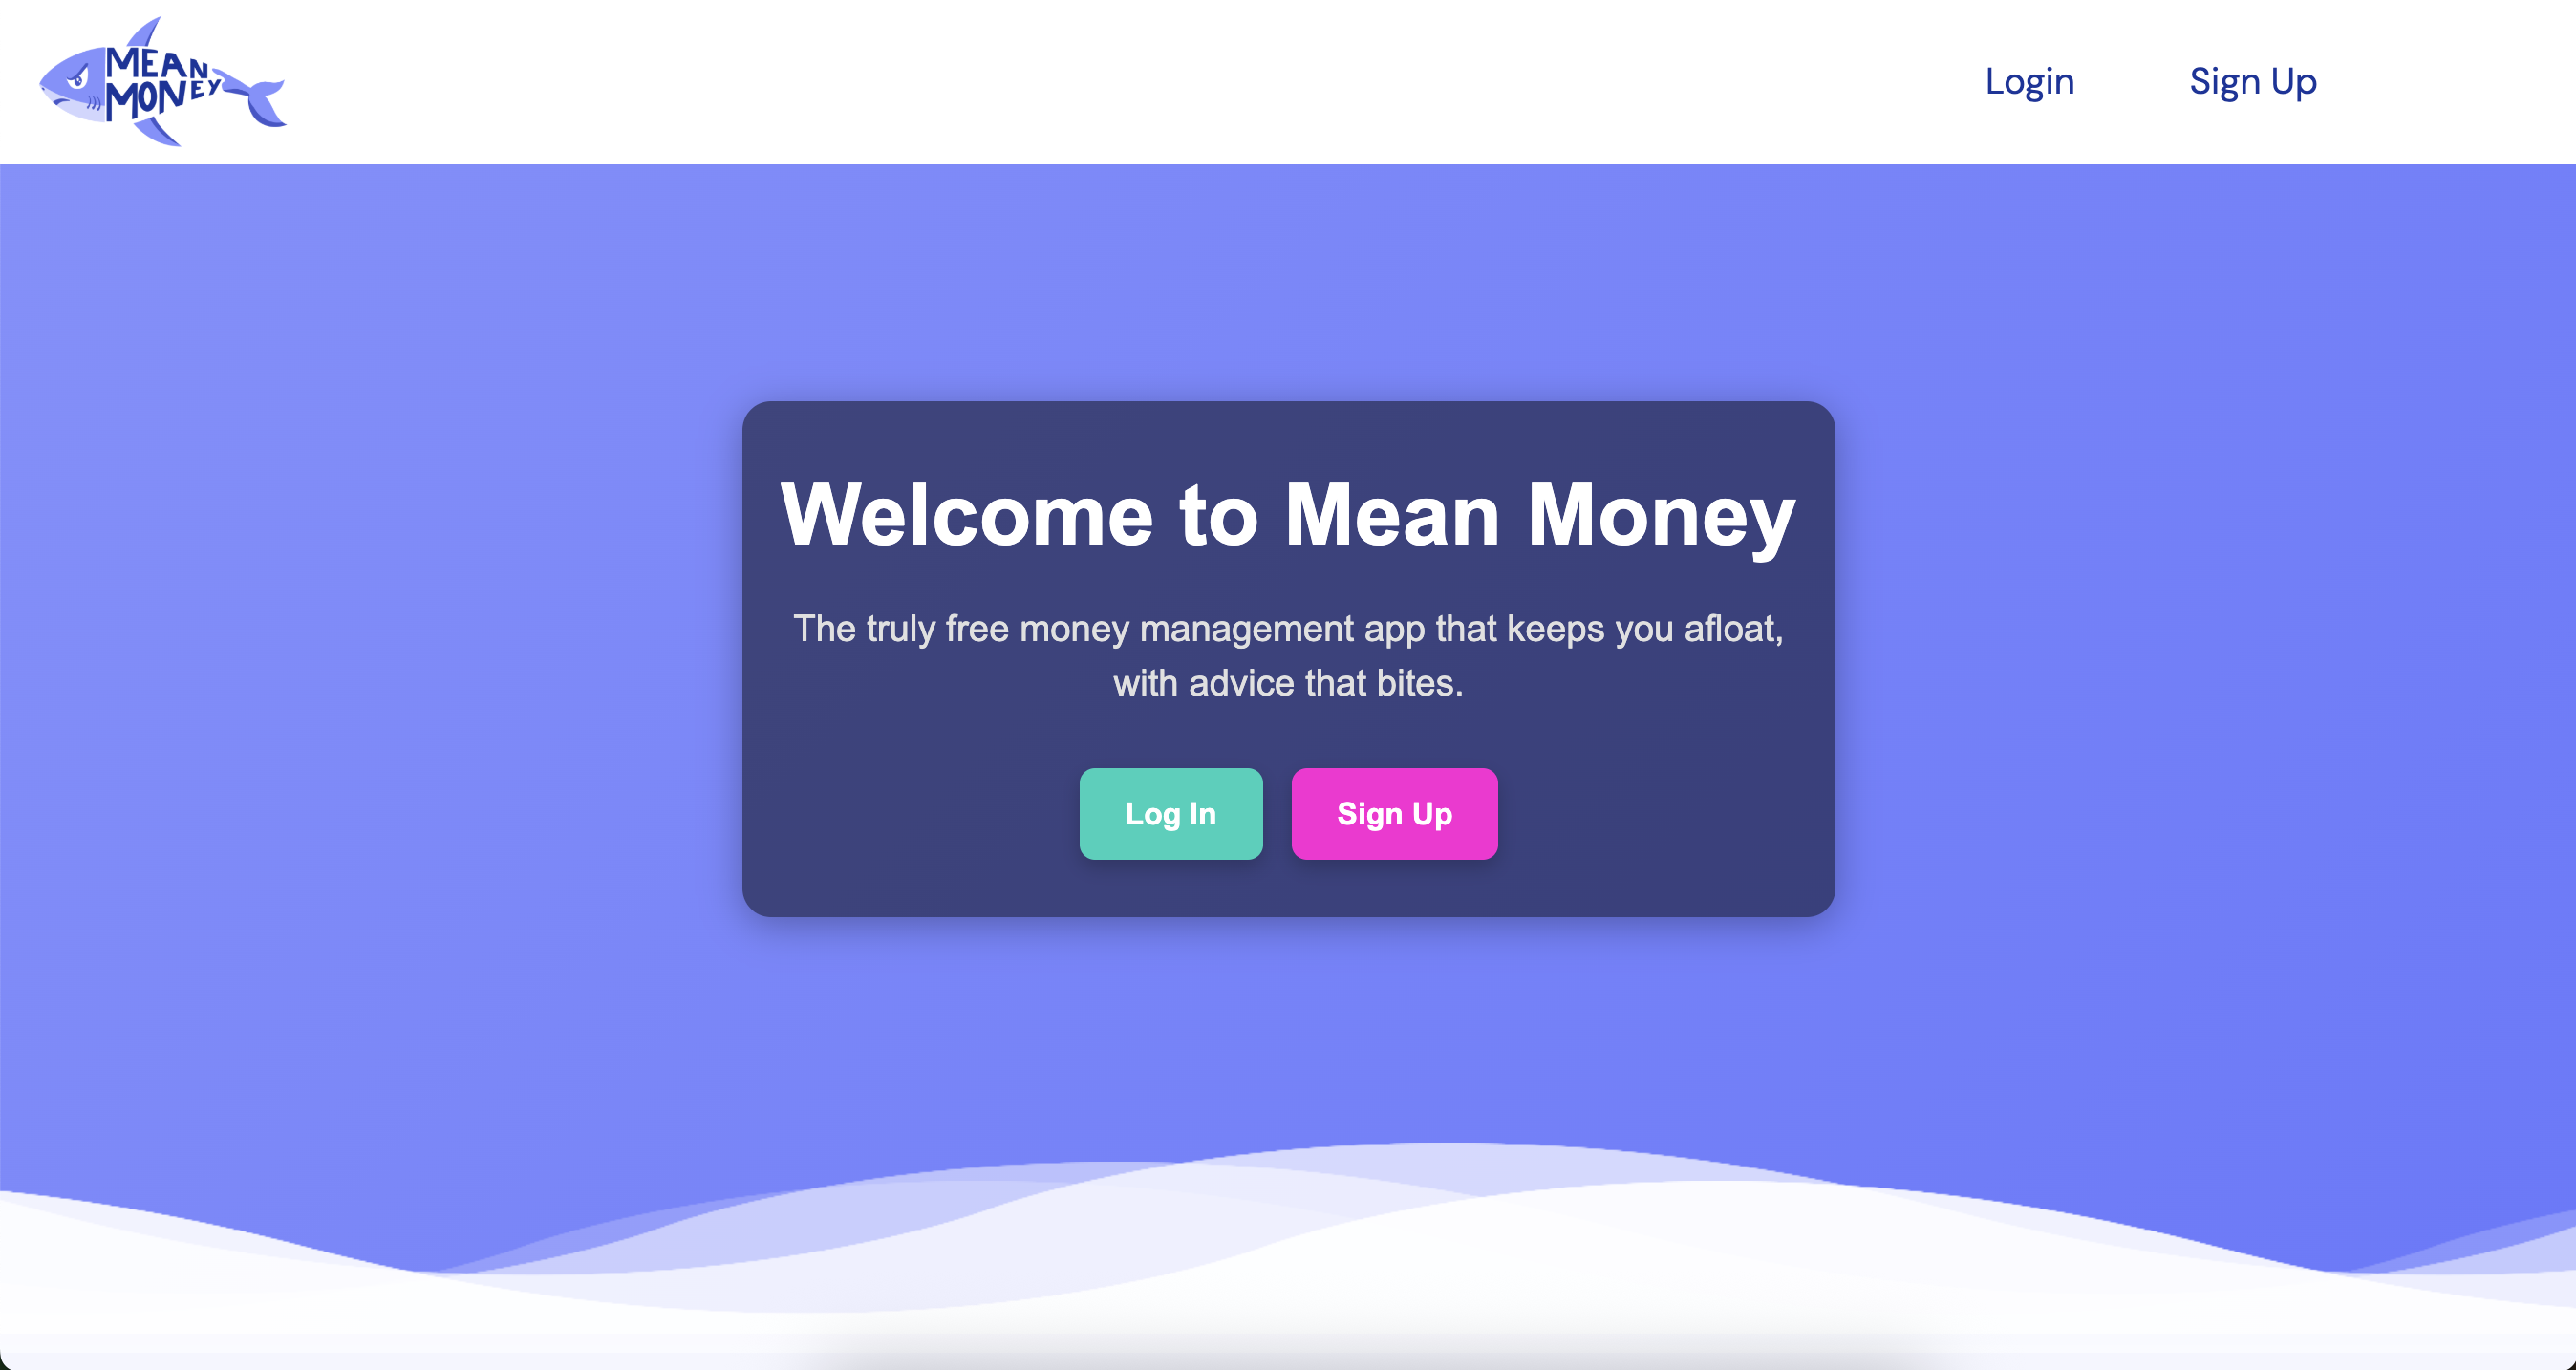 MEAN
MONEY
Login
Sign Up
Welcome to Mean Money
The truly free money management app that keeps you afloat,
with advice that bites.
Log In
Sign Up